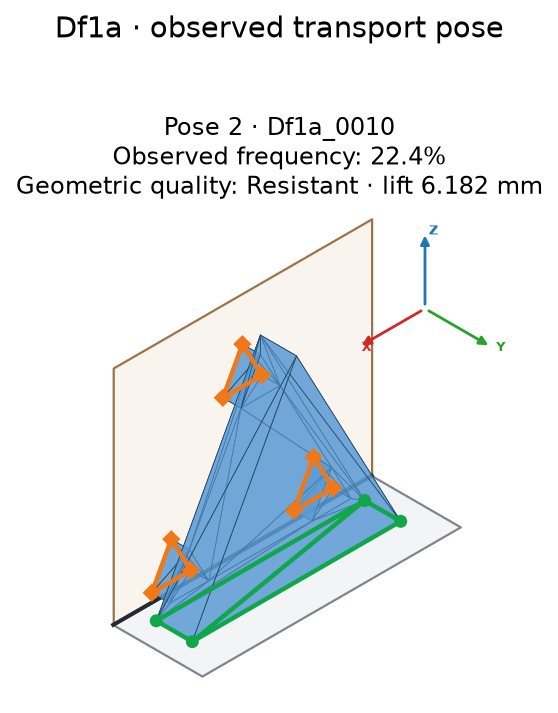 Df1a · observed transport pose
Pose 2 · Df1a_0010
Observed frequency: 22.4%
Geometric quality: Resistant · lift 6.182 mm
Z
X
Y